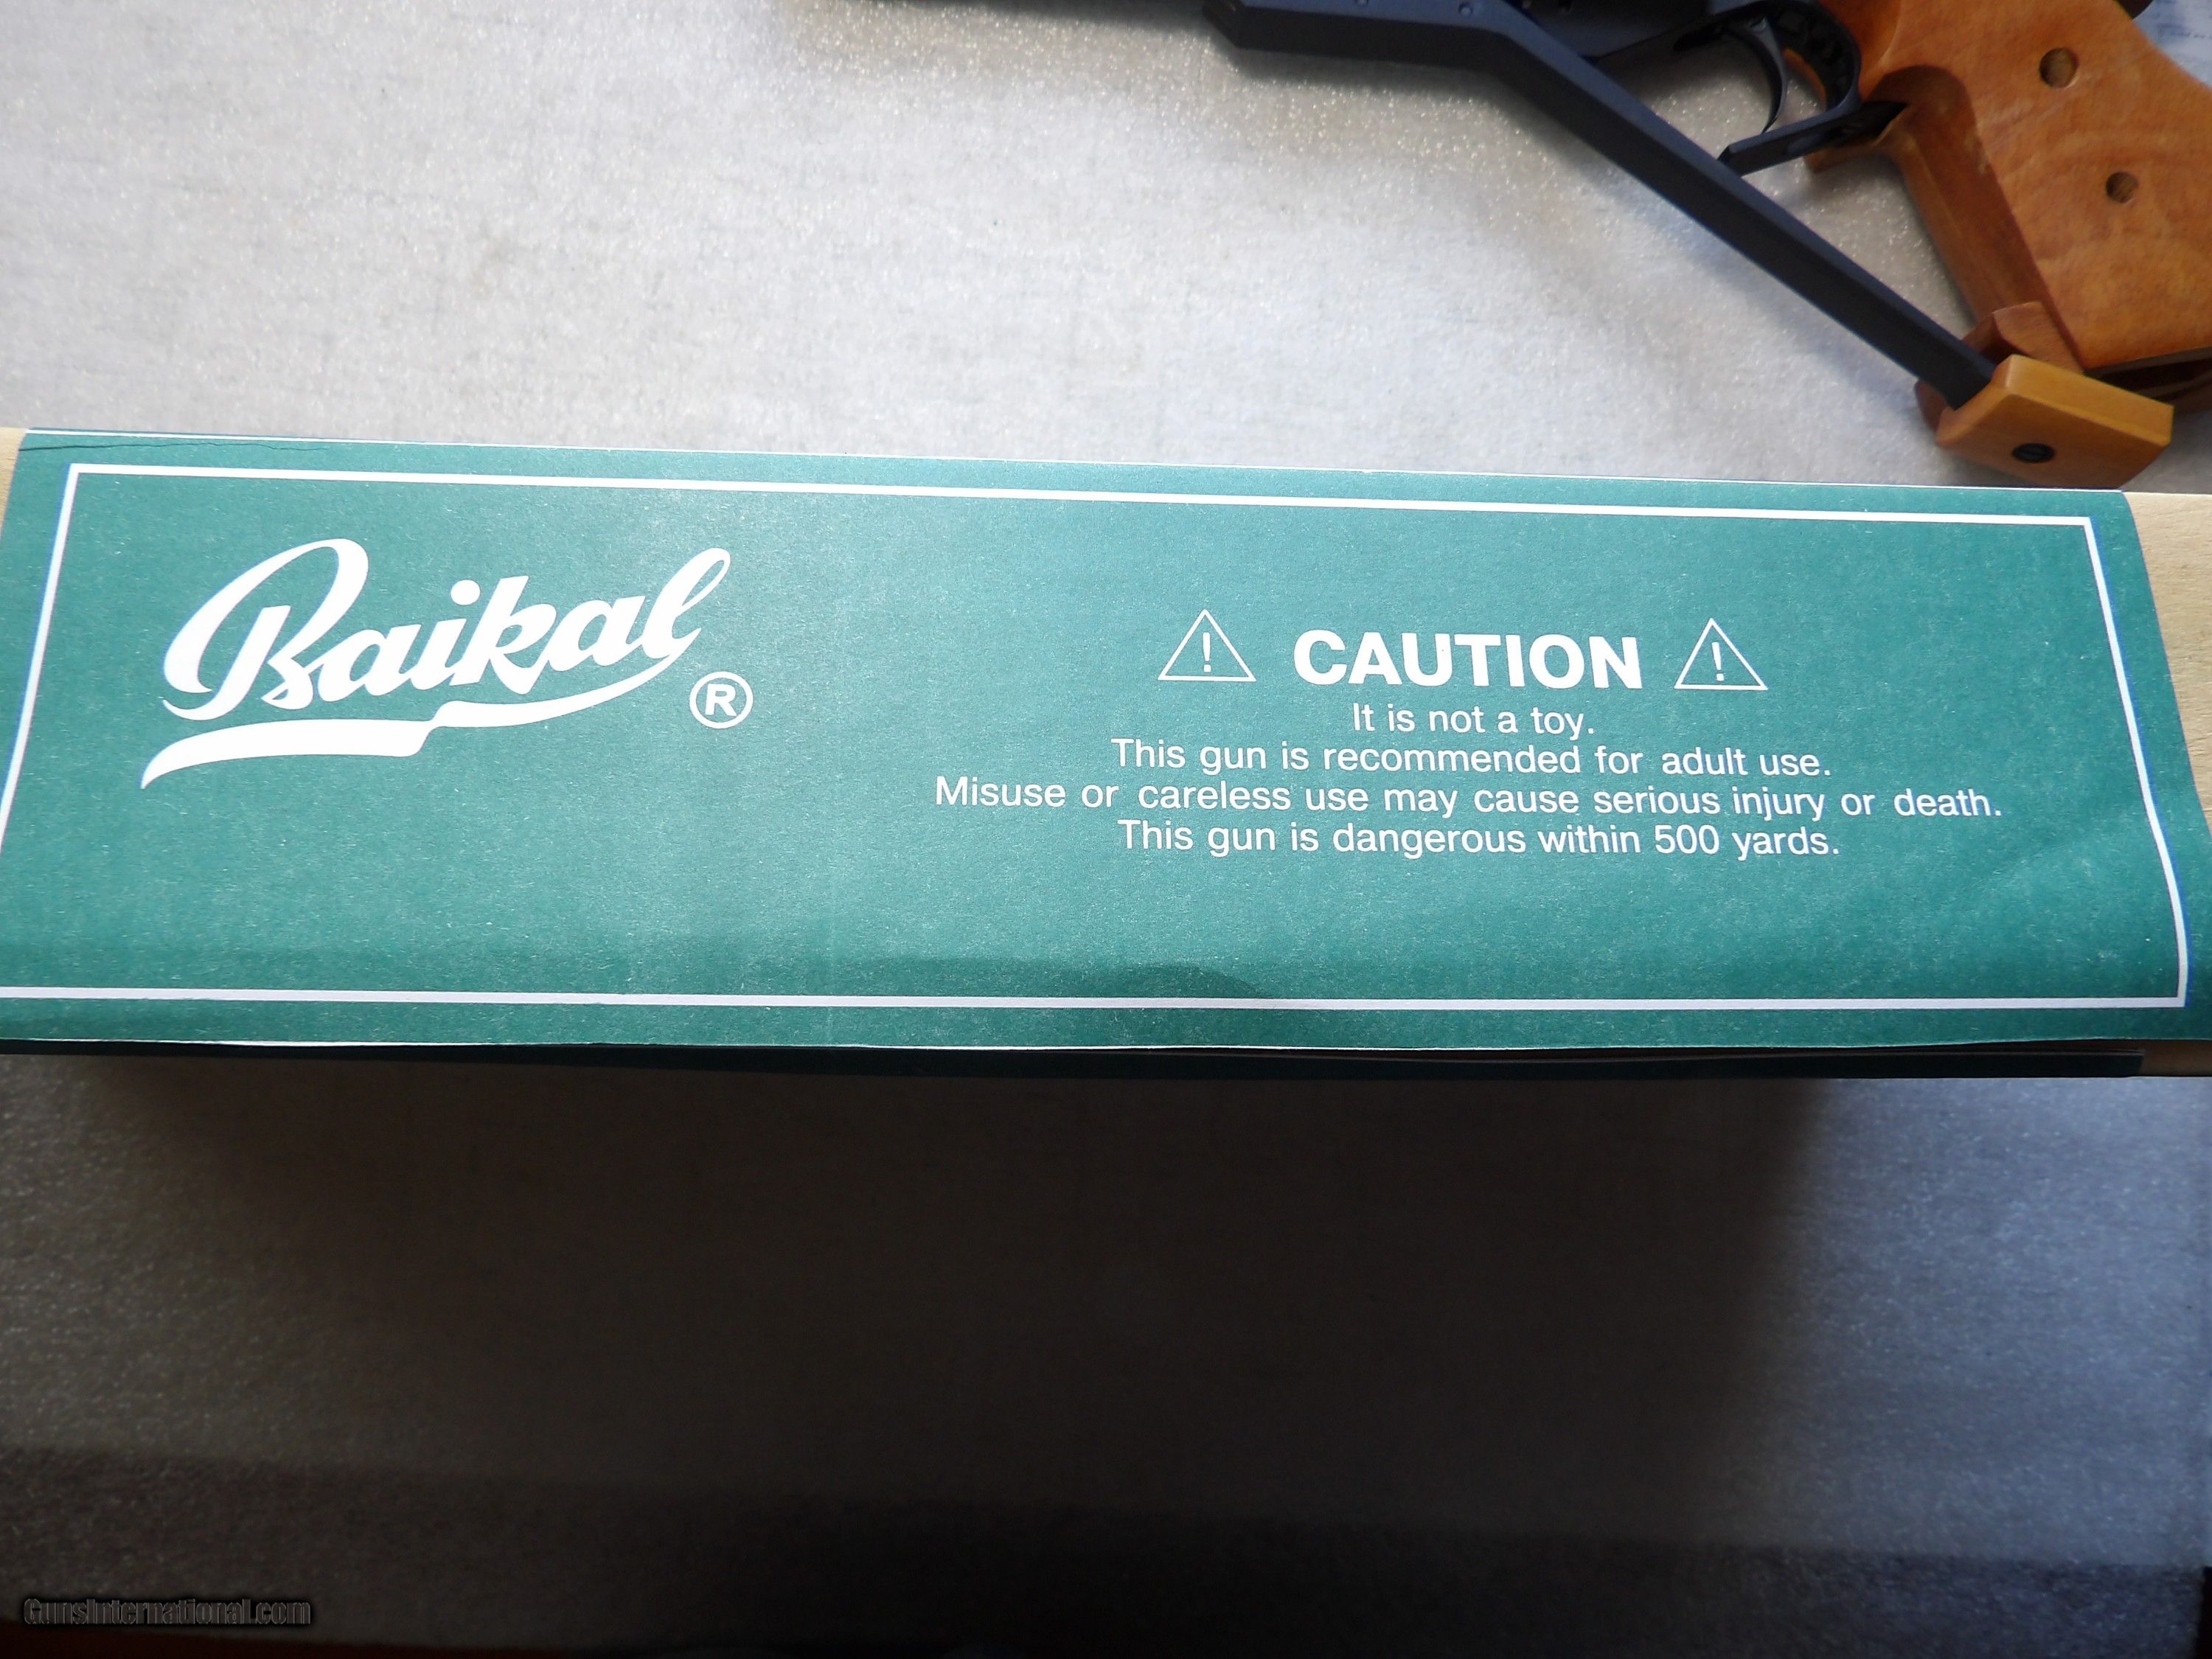 Baikal ®
CAUTION
It is not a toy.
This gun is recommended for adult use.
Misuse or careless use may cause serious injury or death.
This gun is dangerous within 500 yards.
GunsInternational.com